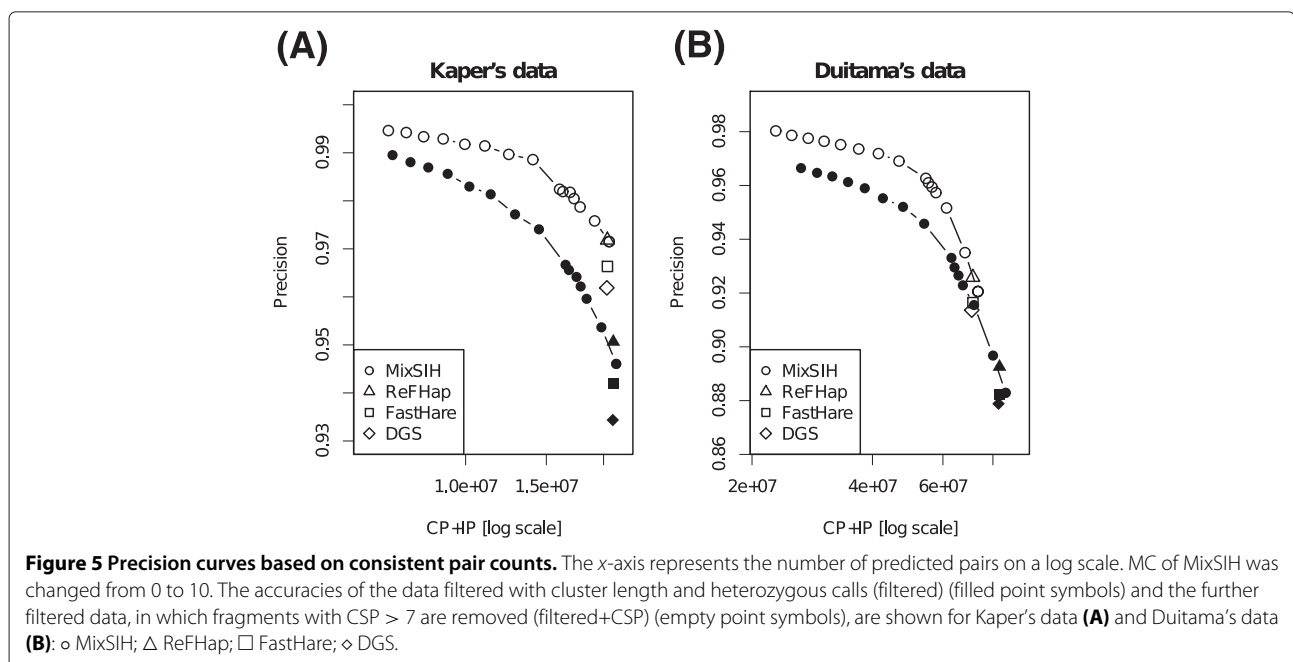 (A)
Kaper's data
Precision
0.99
0.97
0.95
0.93
○ MixSIH
△ ReFHap
□ FastHare
◇ DGS
1.0e+07 1.5e+07
CP+IP [log scale]
(B)
Duitama's data
Precision
0.98
0.96
0.94
0.92
0.90
0.88
0.86
○ MixSIH
△ ReFHap
□ FastHare
◇ DGS
2e+07 4e+07 6e+07
CP+IP [log scale]
Figure 5 Precision curves based on consistent pair counts. The x-axis represents the number of predicted pairs on a log scale. MC of MixSIH was
changed from 0 to 10. The accuracies of the data filtered with cluster length and heterozygous calls (filtered) (filled point symbols) and the further
filtered data, in which fragments with CSP > 7 are removed (filtered+CSP) (empty point symbols), are shown for Kaper's data (A) and Duitama's data
(B): ○ MixSIH; △ ReFHap; □ FastHare; ⋄ DGS.